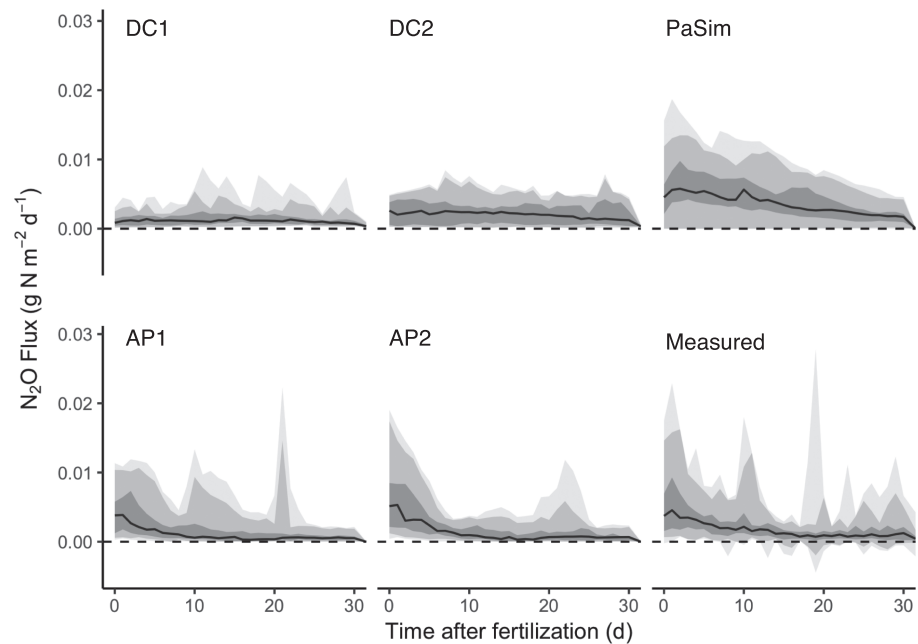 DC1 DC2 PaSim
0.03
0.02
0.01
0.00
N₂O Flux (g N m⁻² d⁻¹)
AP1 AP2 Measured
0.03
0.02
0.01
0.00
0 10 20 30 0 10 20 30 0 10 20 30
Time after fertilization (d)